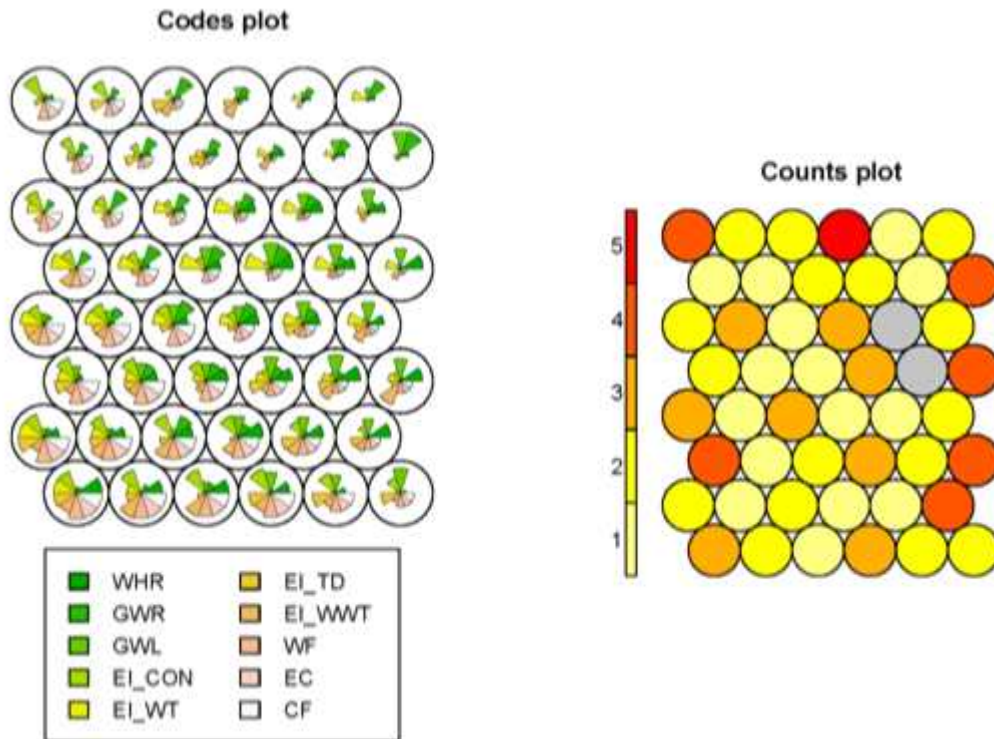 Codes plot
WHR
GWR
GWL
EI_CON
EI_WT
EI_TD
EI_WWT
WF
EC
CF
Counts plot
5
4
3
2
1